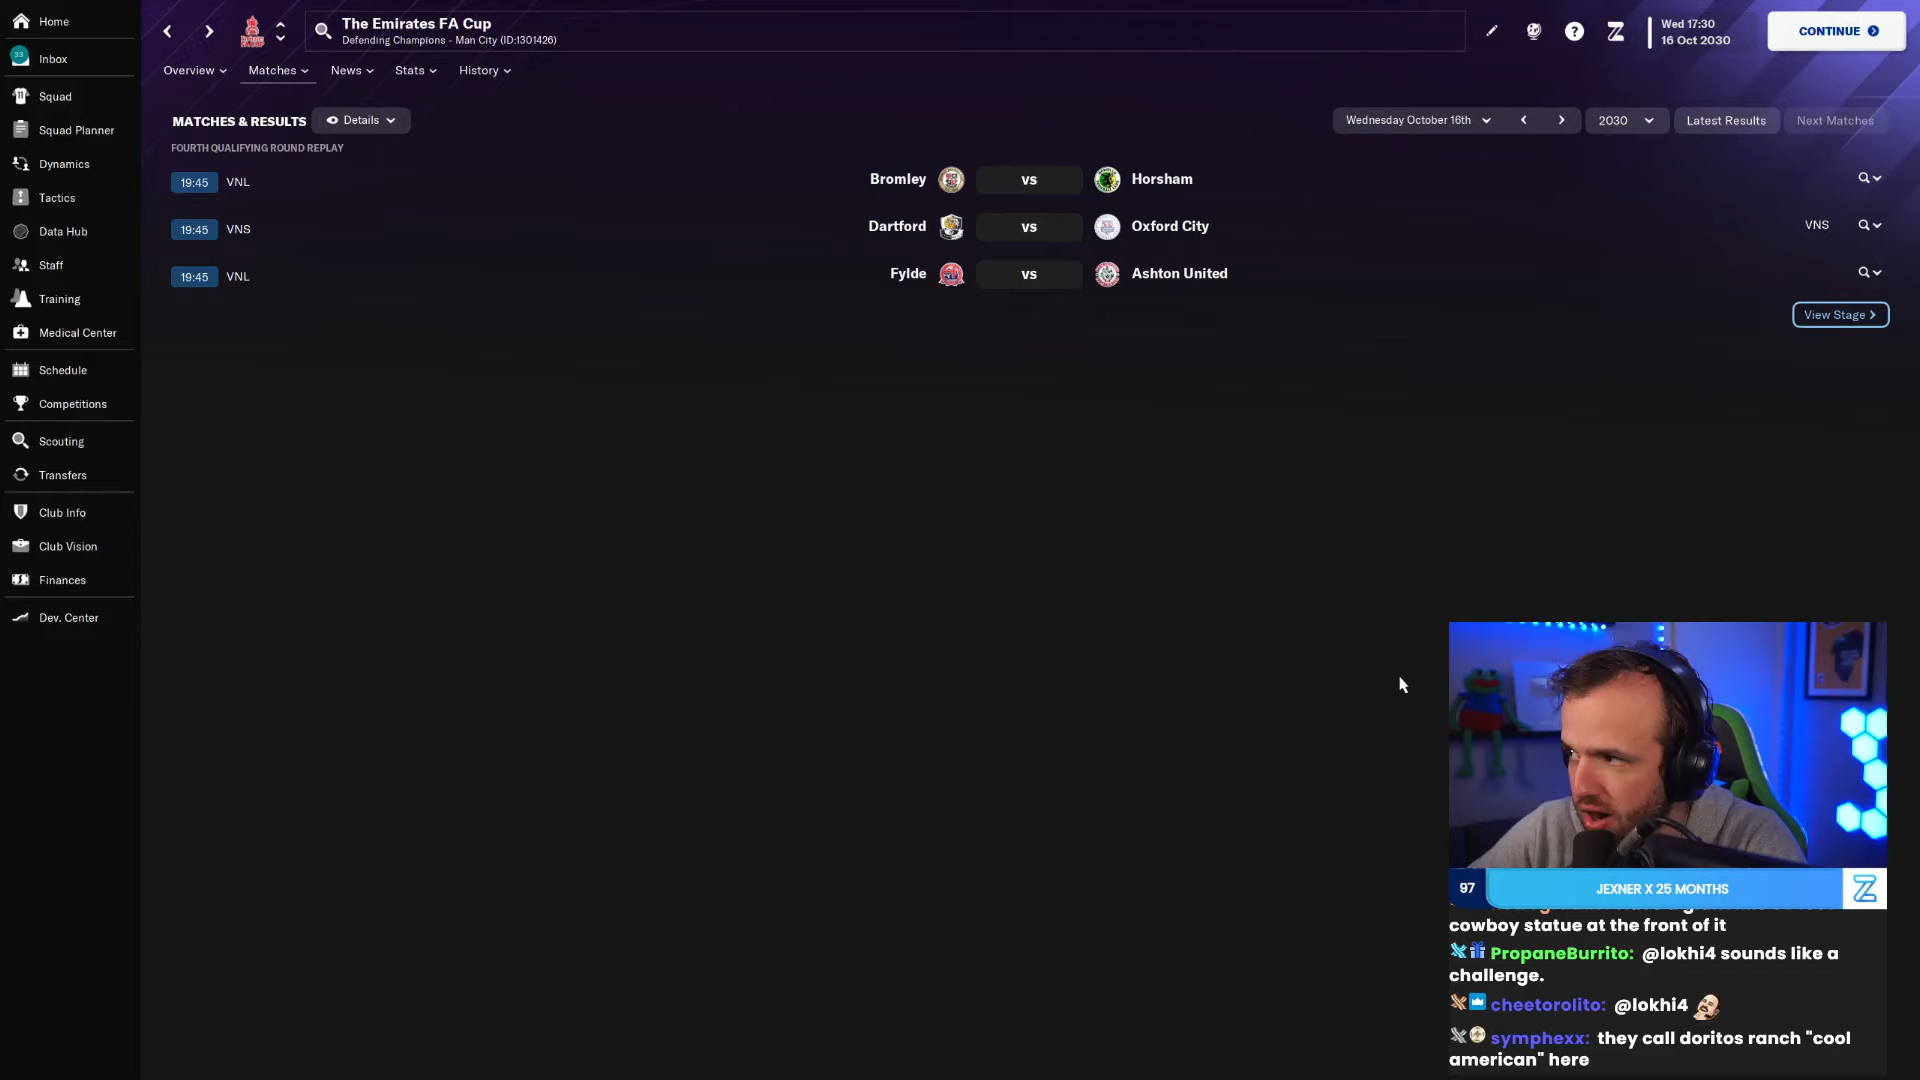 Home
33
Inbox
Squad
Squad Planner
Dynamics
Tactics
Data Hub
Staff
Training
Medical Center
Schedule
Competitions
Scouting
Transfers
Club Info
Club Vision
Finances
Dev. Center
The Emirates FA Cup
Defending Champions - Man City (ID:1301426)
Wed 17:30
16 Oct 2030
CONTINUE
Overview
Matches
News
Stats
History
MATCHES & RESULTS
Details
Wednesday October 16th
2030
Latest Results
Next Matches
FOURTH QUALIFYING ROUND REPLAY
19:45 VNL Bromley vs Horsham
19:45 VNS Dartford vs Oxford City VNS
19:45 VNL Fylde vs Ashton United
View Stage
97 JEXNER X 25 MONTHS
cowboy statue at the front of it
PropaneBurrito: @lokhi4 sounds like a
challenge.
cheetorolito: @lokhi4
symphexx: they call doritos ranch "cool
american" here